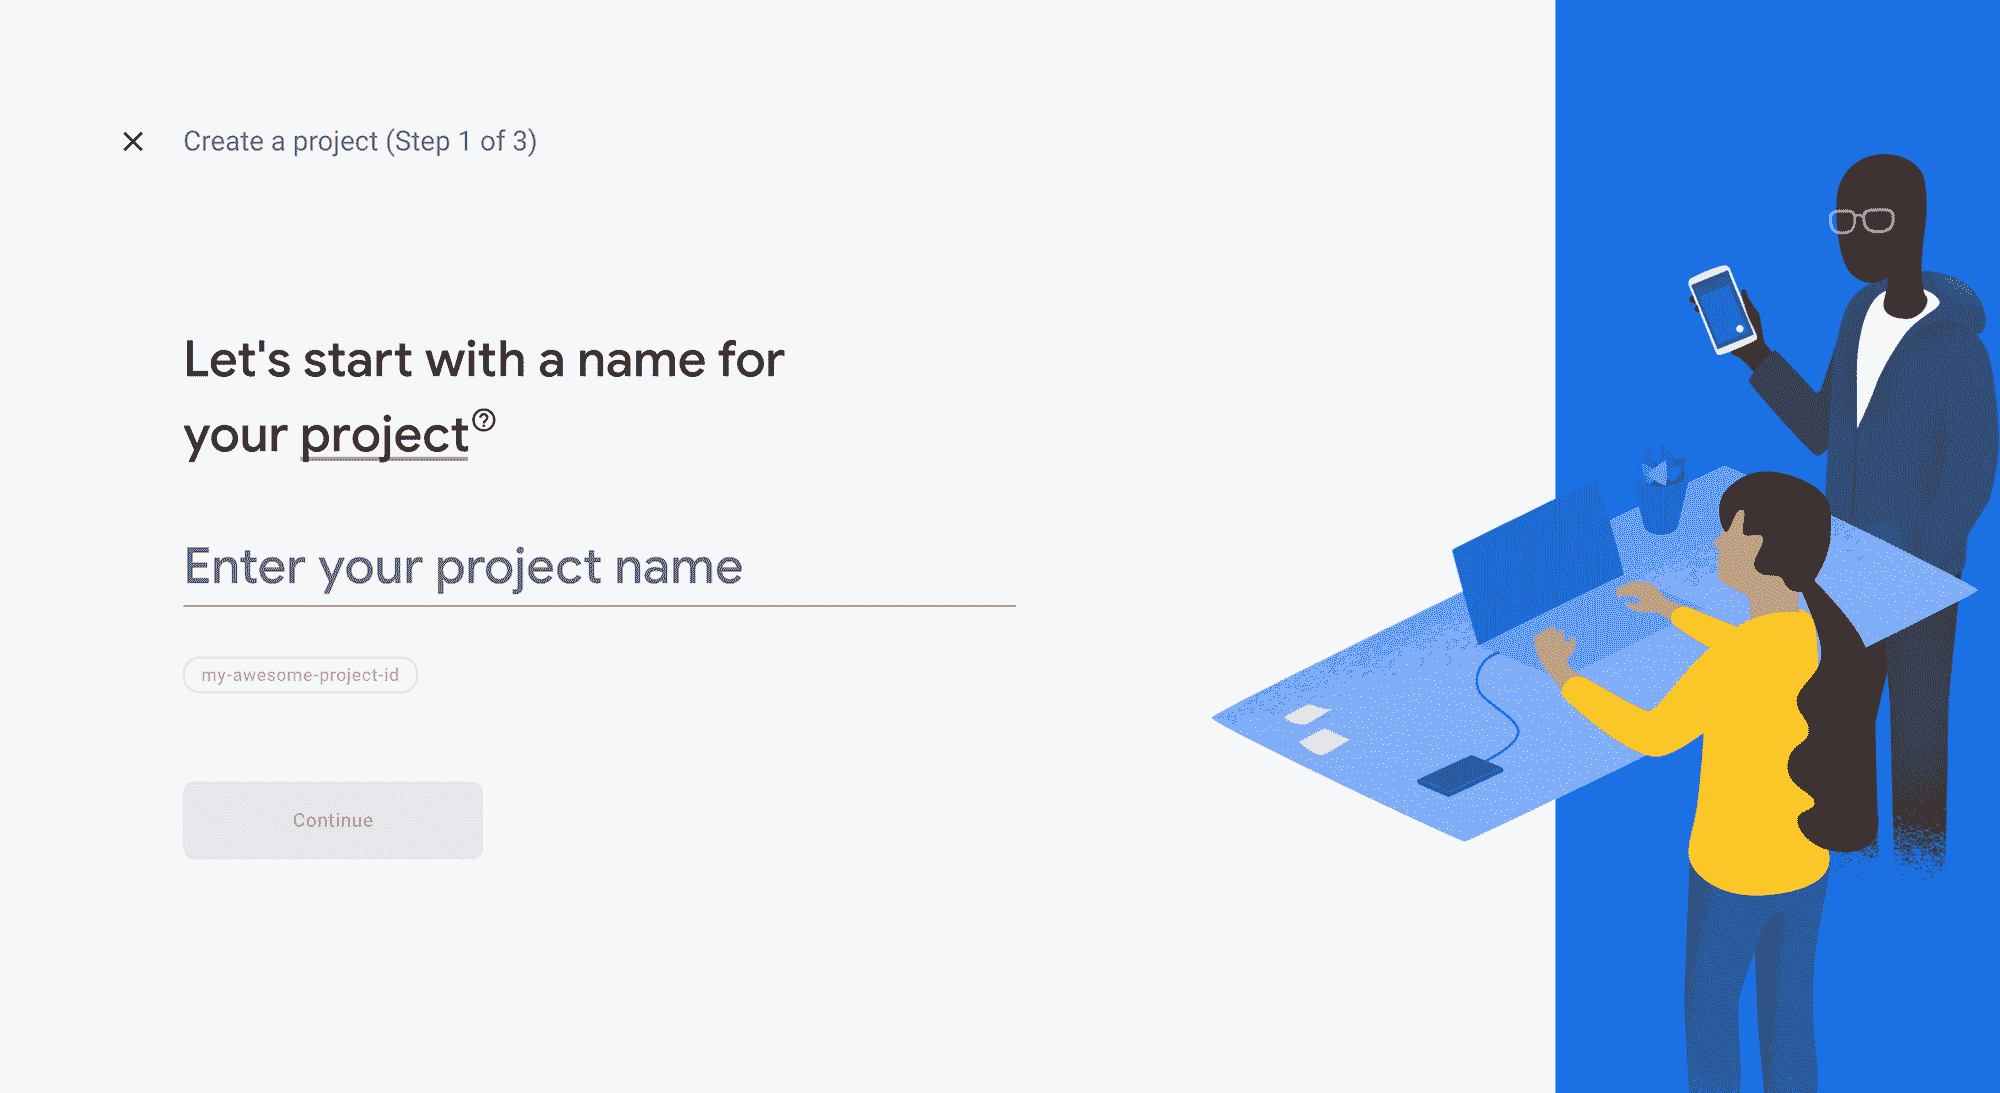 Create a project (Step 1 of 3)
Let's start with a name for
your project
Enter your project name
my-awesome-project-id
Continue